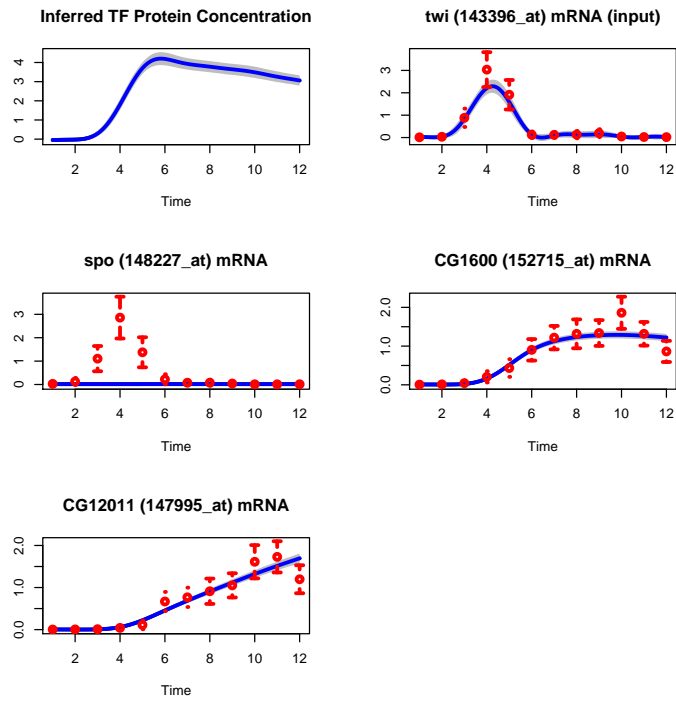 Inferred TF Protein Concentration
0 1 2 3 4
2 4 6 8 10 12
Time
twi (143396_at) mRNA (input)
0 1 2 3
2 4 6 8 10 12
Time
spo (148227_at) mRNA
0 1 2 3
2 4 6 8 10 12
Time
CG1600 (152715_at) mRNA
0.0 1.0 2.0
2 4 6 8 10 12
Time
CG12011 (147995_at) mRNA
0.0 1.0 2.0
2 4 6 8 10 12
Time